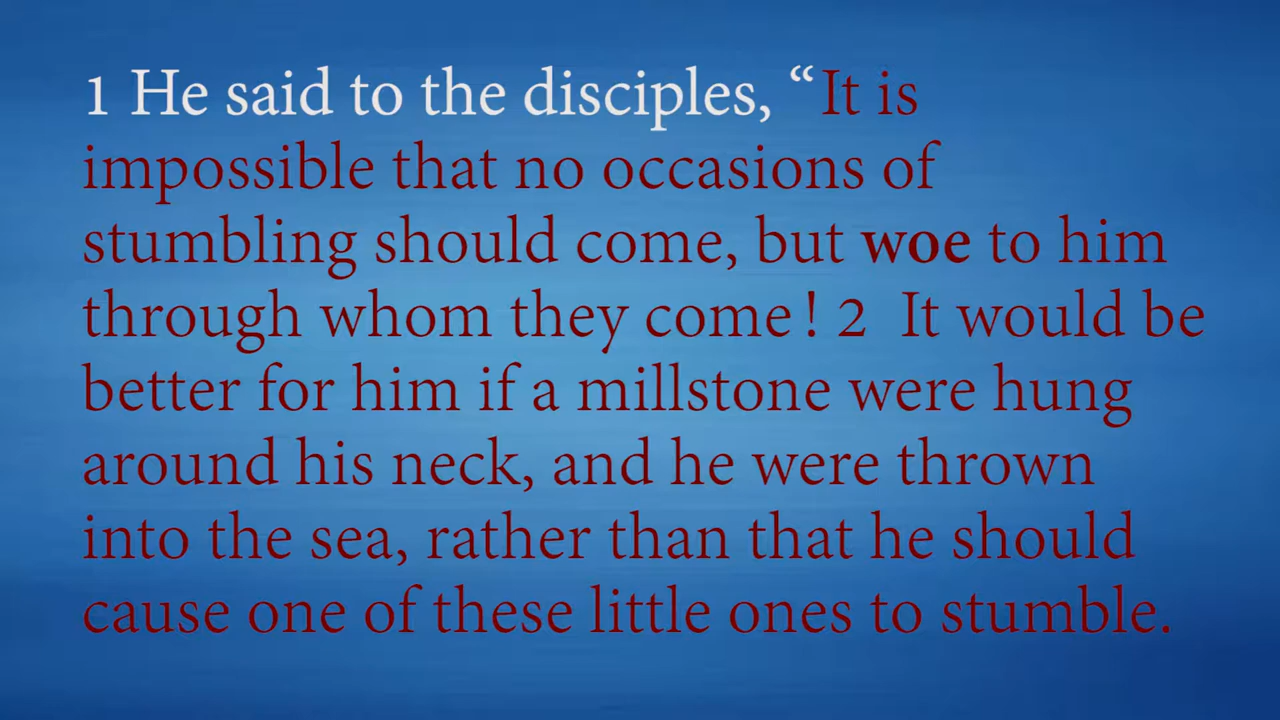 1 He said to the disciples, “It is
impossible that no occasions of
stumbling should come, but woe to him
through whom they come! 2 It would be
better for him if a millstone were hung
around his neck, and he were thrown
into the sea, rather than that he should
cause one of these little ones to stumble.